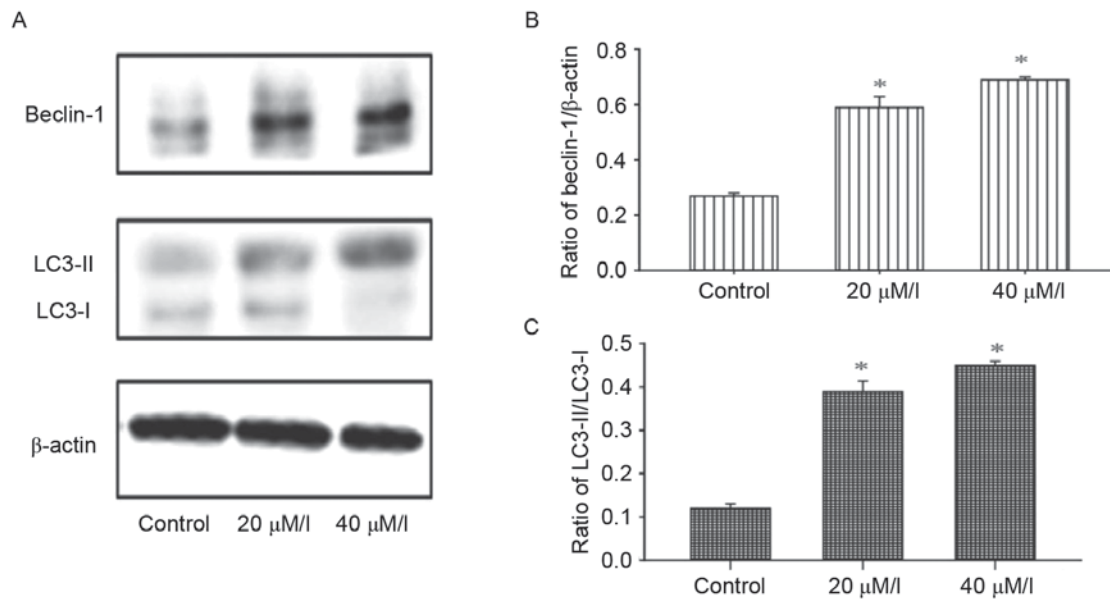 A
Beclin-1
LC3-II
LC3-I
β-actin
Control 20 μM/l 40 μM/l
B
Ratio of beclin-1/β-actin
0.8
0.6
0.4
0.2
0.0
* *
Control 20 μM/l 40 μM/l
C
Ratio of LC3-II/LC3-I
0.5
0.4
0.3
0.2
0.1
0.0
* *
Control 20 μM/l 40 μM/l